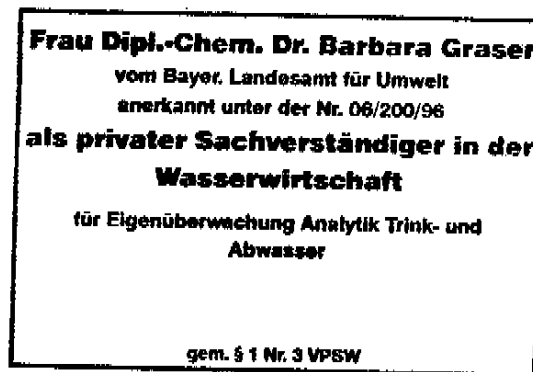 Frau Dipl.-Chem. Dr. Barbara Graser
vom Bayer. Landesamt für Umwelt
anerkannt unter der Nr. 06/200/96
als privater Sachverständiger in der
Wasserwirtschaft
für Eigenüberwachung Analytik Trink- und
Abwasser
gem. § 1 Nr. 3 VPSW